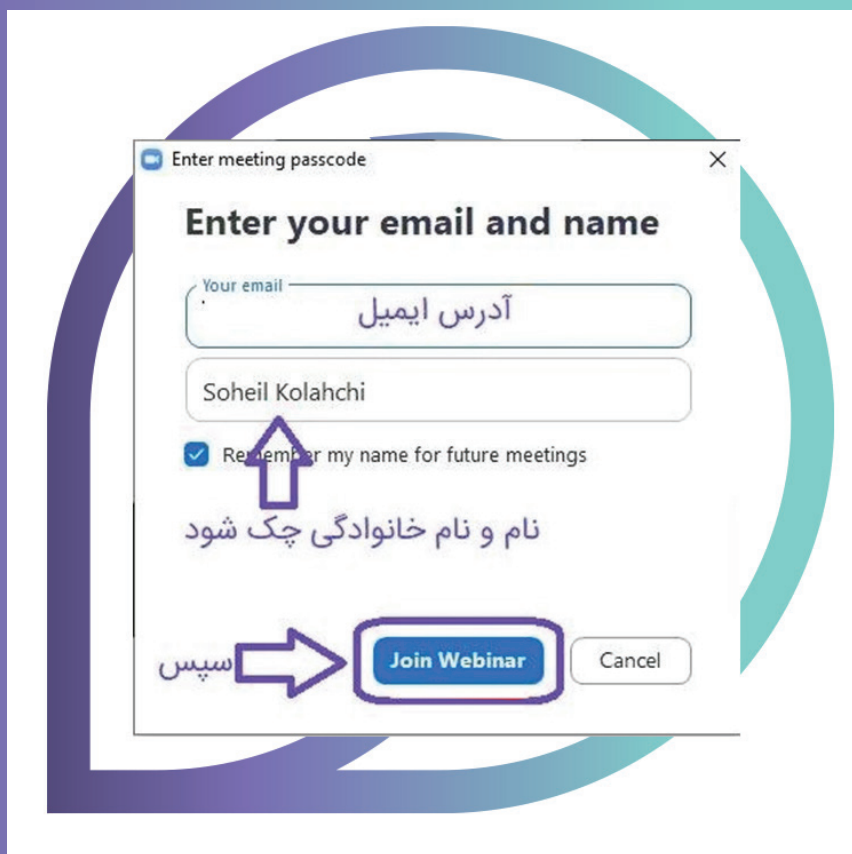 Enter meeting passcode
Enter your email and name
Your email
آدرس ایمیل
Soheil Kolahchi
Remember my name for future meetings
نام و نام خانوادگی چک شود
سپس
Join Webinar
Cancel